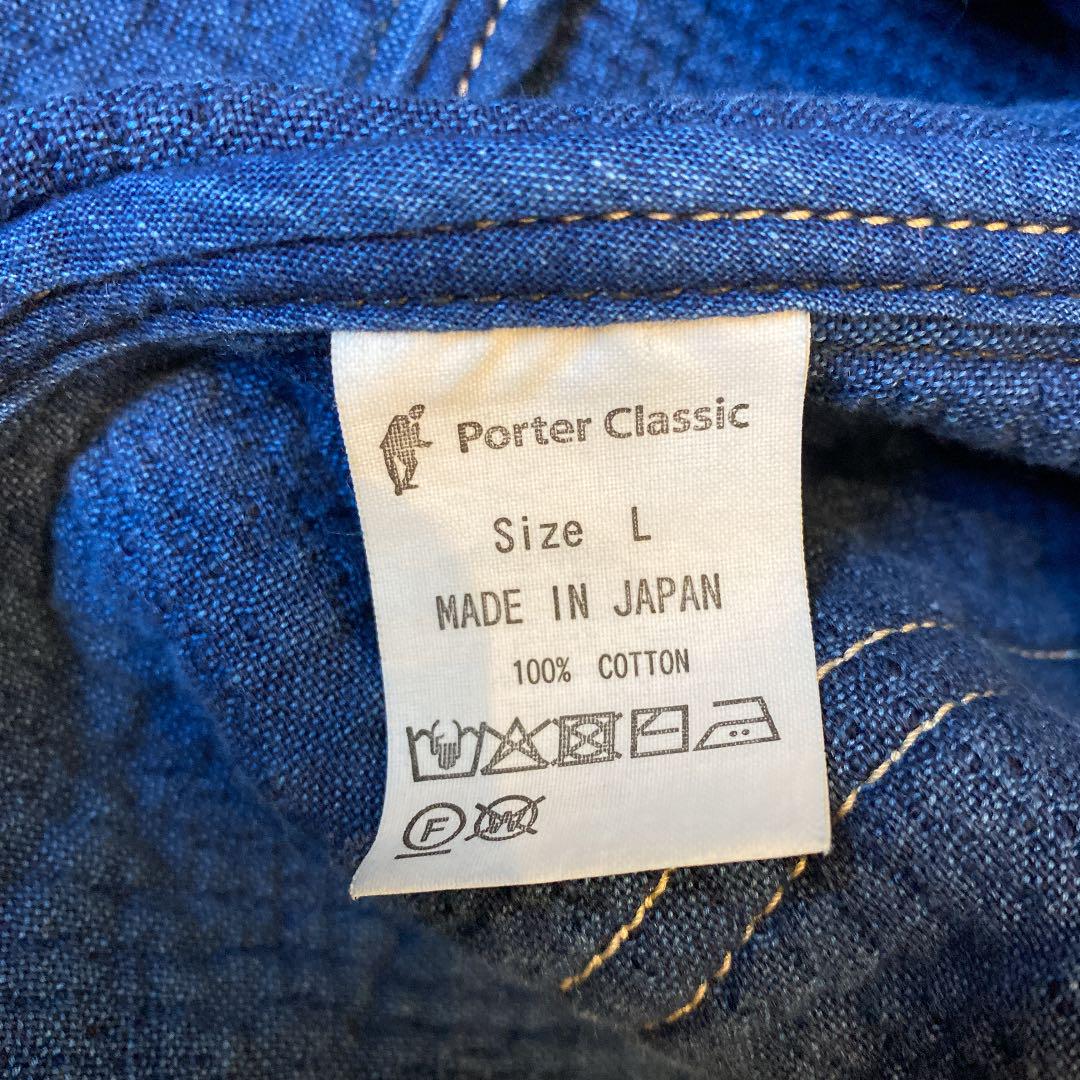 Porter Classic
Size L
MADE IN JAPAN
100% COTTON
F
W